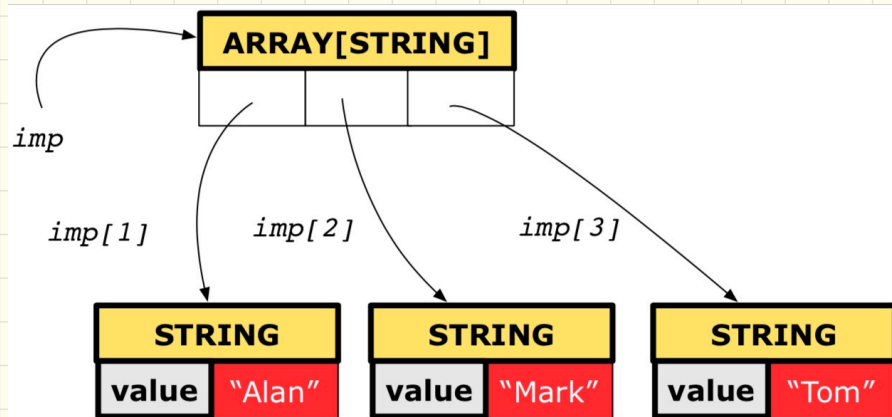 ARRAY[STRING]
imp
imp[1]
imp[2]
imp[3]
STRING
STRING
STRING
value “Alan”
value “Mark”
value “Tom”